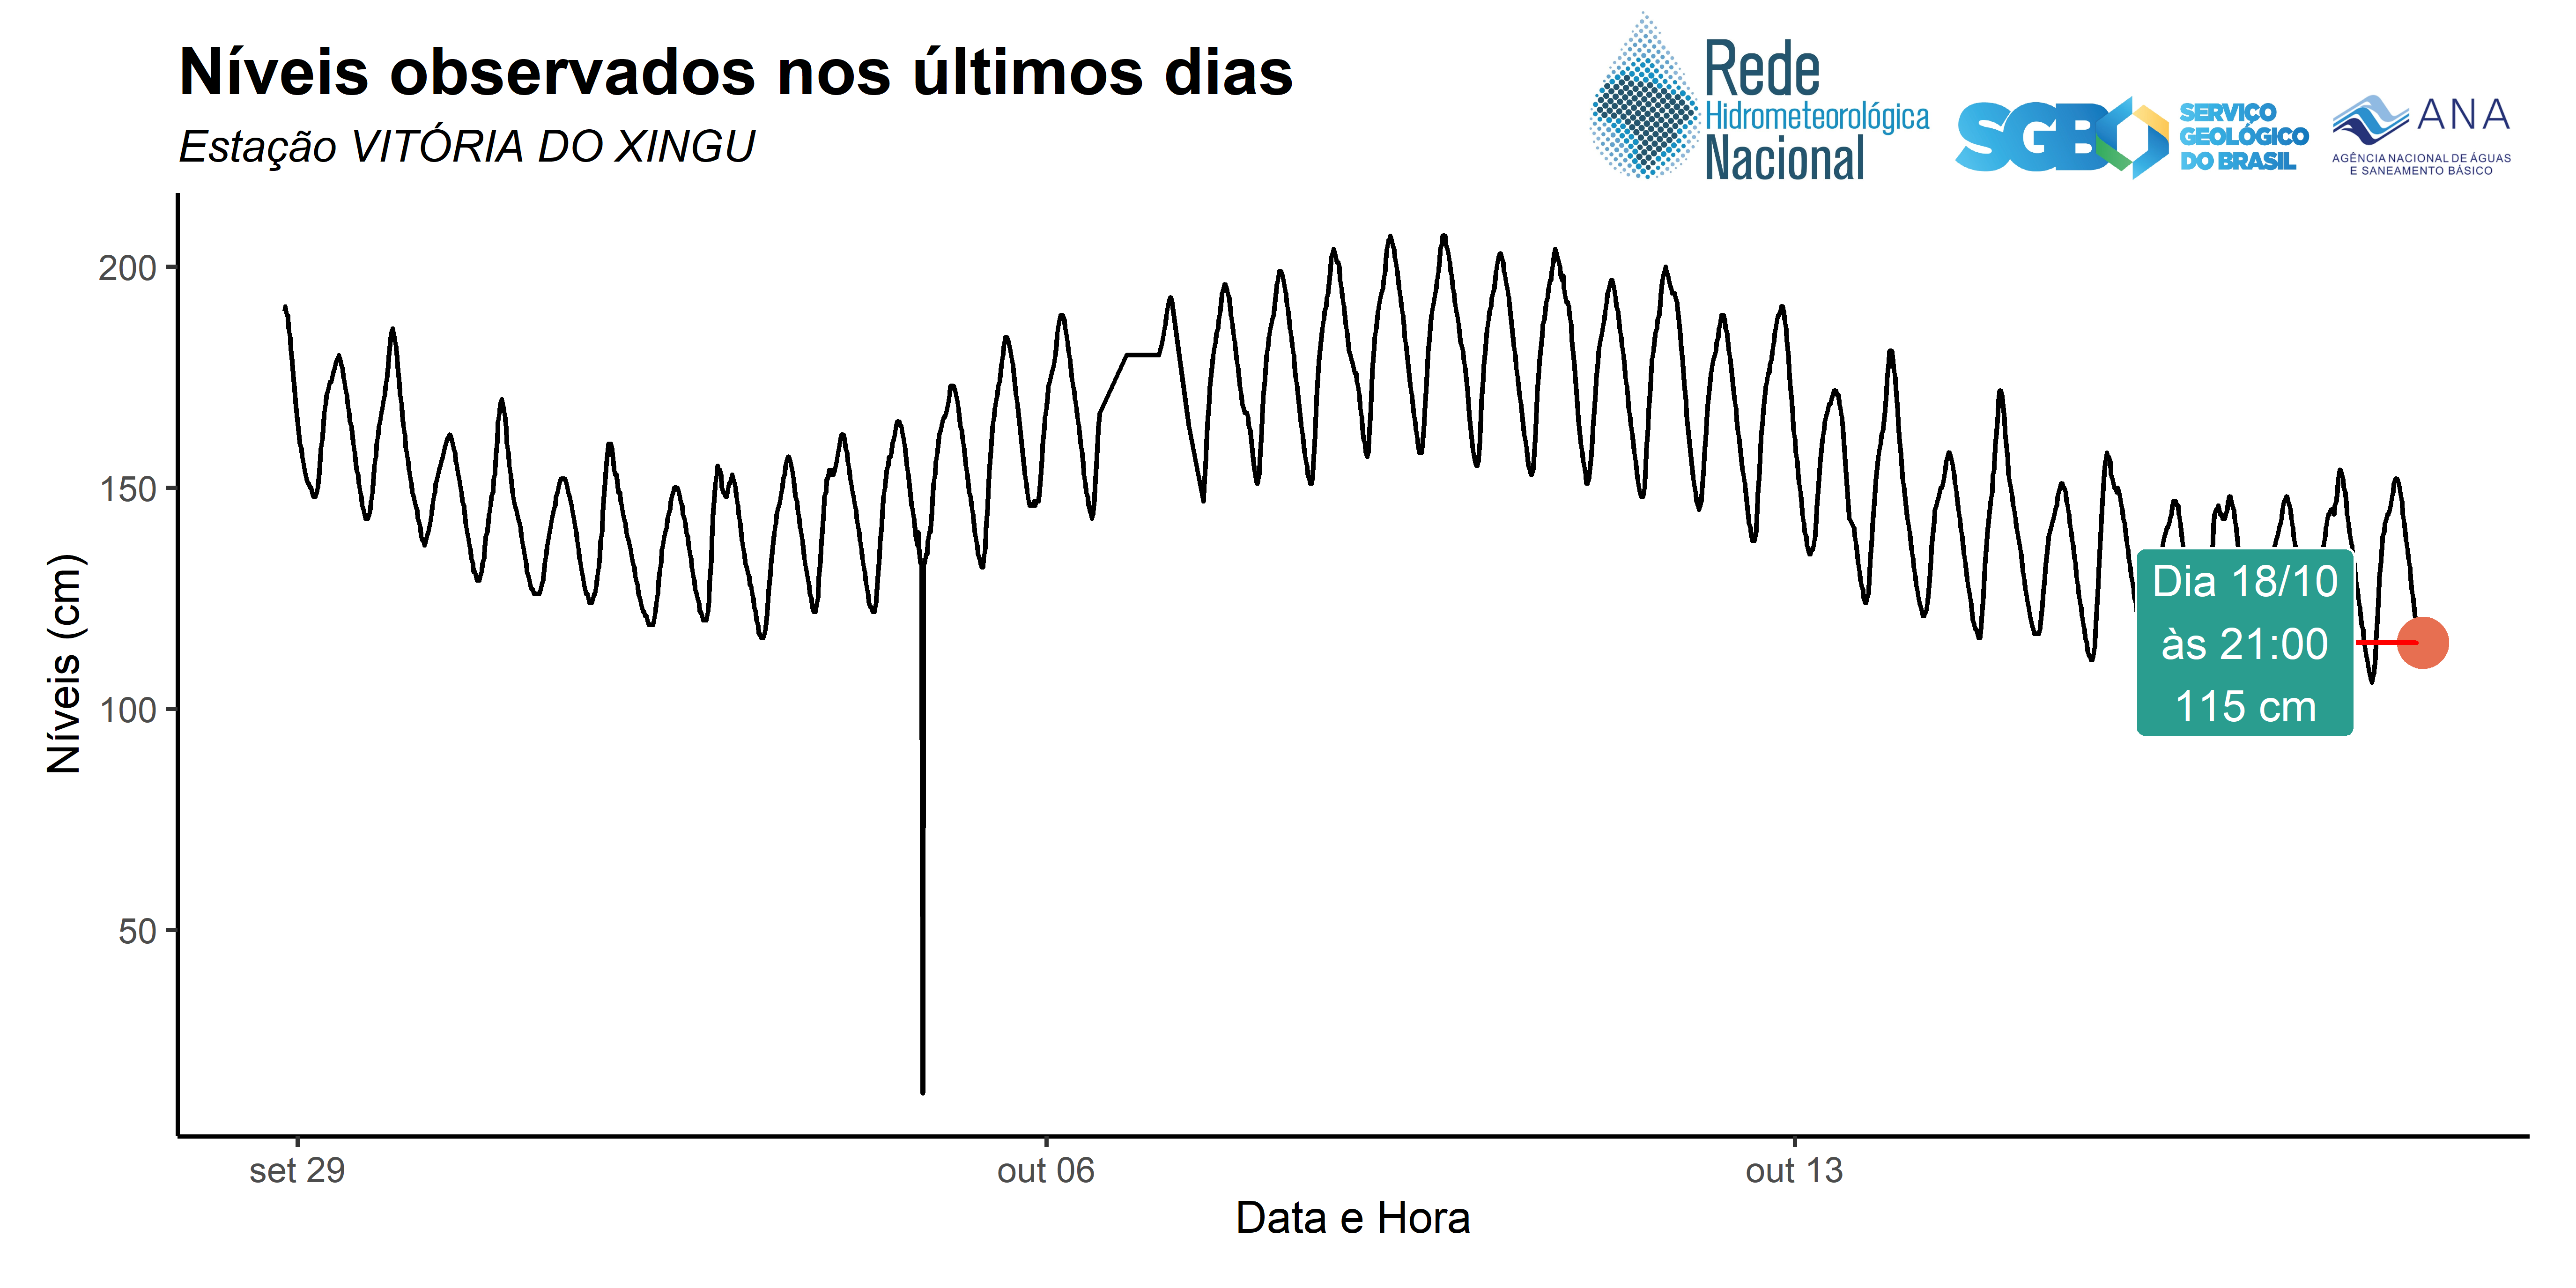 Níveis observados nos últimos dias
Estação VITÓRIA DO XINGU
Rede
Hidrometeorológica
Nacional
SGB
SERVIÇO
GEOLÓGICO
DO BRASIL
ANA
AGÊNCIA NACIONAL DE ÁGUAS
E SANEAMENTO BÁSICO
Níveis (cm)
200
150
100
50
Dia 18/10
às 21:00
115 cm
set 29
out 06
out 13
Data e Hora